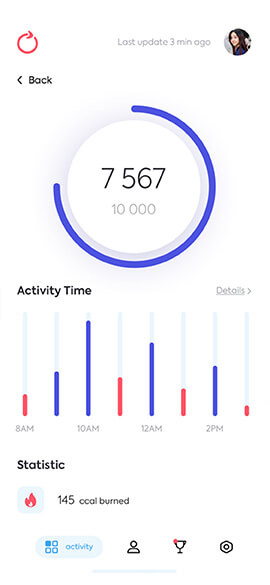 Last update 3 min ago
Back
7 567
10 000
Activity Time
Details
8AM 10AM 12AM 2PM
Statistic
145 ccal burned
activity